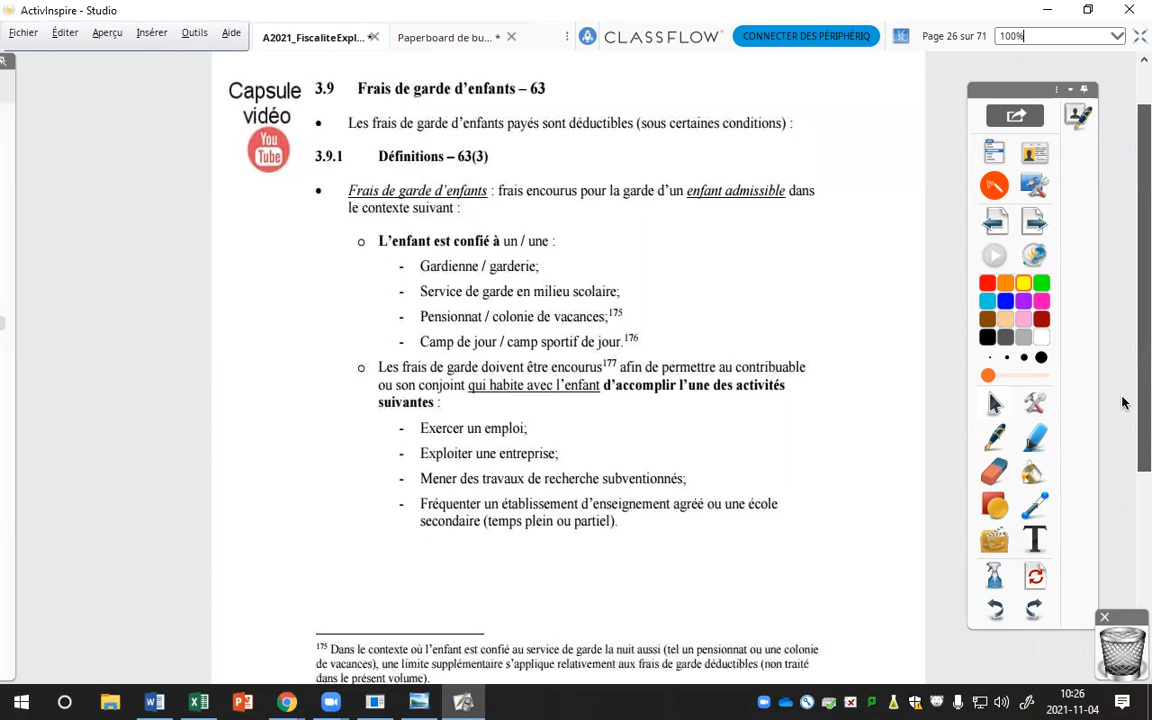 ActivInspire - Studio
Fichier Éditer Aperçu Insérer Outils Aide
A2021_FiscaliteExpl... *
Paperboard de bu... *
CLASSFLOW
CONNECTER DES PÉRIPHÉRIQ
Page 26 sur 71
100%
Capsule
vidéo
You
Tube
3.9 Frais de garde d’enfants – 63
• Les frais de garde d’enfants payés sont déductibles (sous certaines conditions) :
3.9.1 Définitions – 63(3)
• Frais de garde d’enfants : frais encourus pour la garde d’un enfant admissible dans
le contexte suivant :
o L’enfant est confié à un / une :
- Gardienne / garderie;
- Service de garde en milieu scolaire;
- Pensionnat / colonie de vacances;175
- Camp de jour / camp sportif de jour.176
o Les frais de garde doivent être encourus177 afin de permettre au contribuable
ou son conjoint qui habite avec l’enfant d’accomplir l’une des activités
suivantes :
- Exercer un emploi;
- Exploiter une entreprise;
- Mener des travaux de recherche subventionnés;
- Fréquenter un établissement d’enseignement agréé ou une école
secondaire (temps plein ou partiel).
175 Dans le contexte où l’enfant est confié au service de garde la nuit aussi (tel un pensionnat ou une colonie
de vacances), une limite supplémentaire s’applique relativement aux frais de garde déductibles (non traité
dans le présent volume).
10:26
2021-11-04